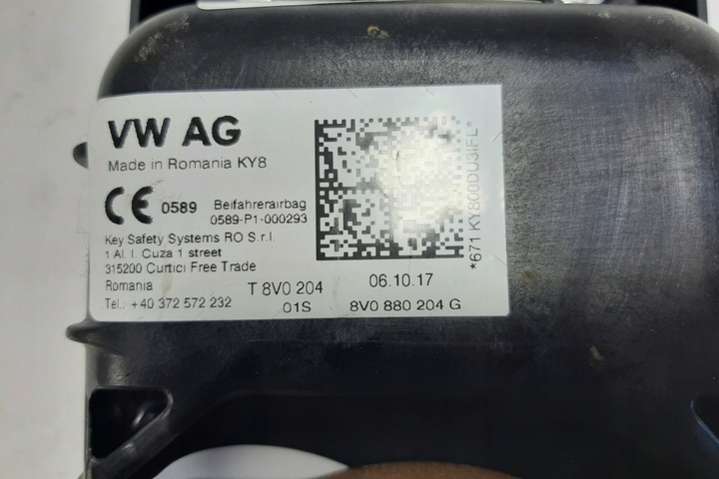 VW AG
Made in Romania KY8
CE 0589 Beifahrerairbag
0589-P1-000293
Key Safety Systems RO S.r.l.
1 Al. I. Cuza 1 street
315200 Curtici Free Trade
Romania
Tel.: +40 372 572 232
T 8V0 204
01S
06.10.17
8V0 880 204 G
*671KY800DU3IFL*